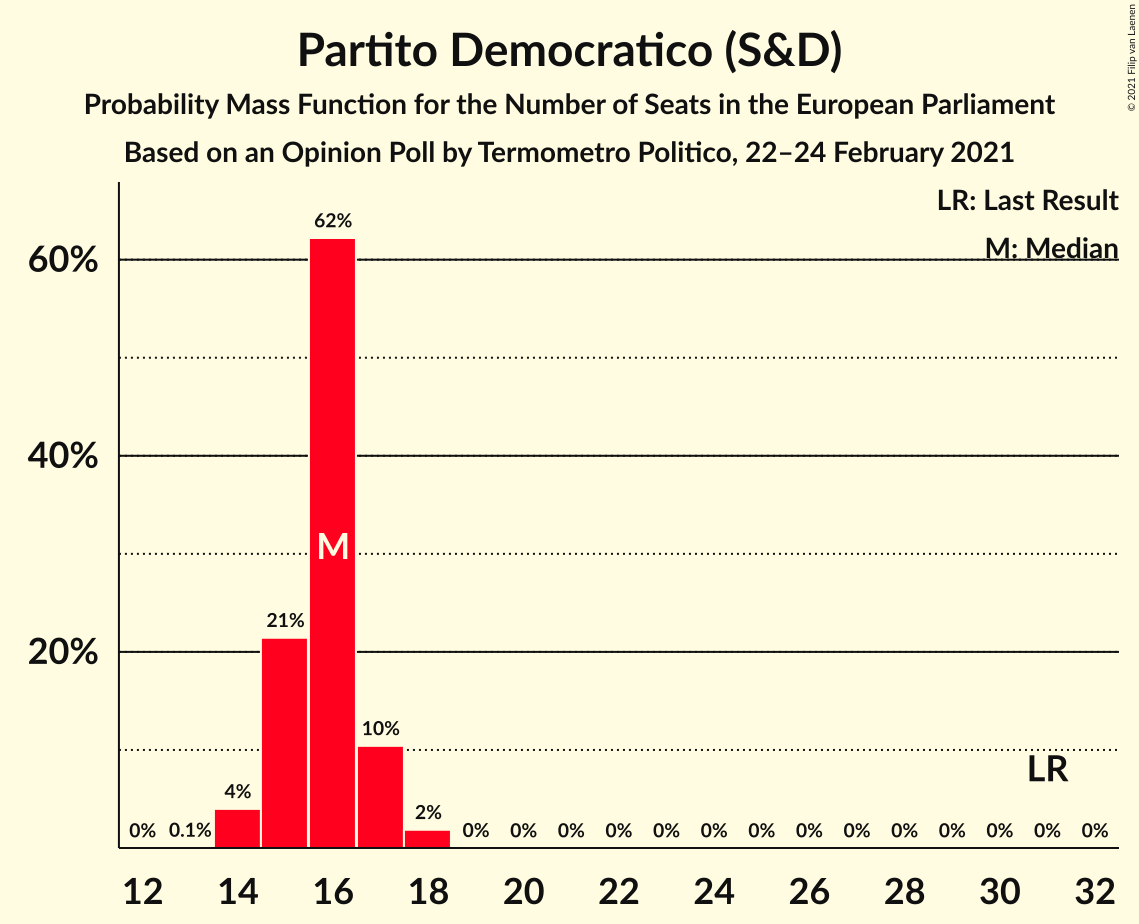 Partito Democratico (S&D)
Probability Mass Function for the Number of Seats in the European Parliament
Based on an Opinion Poll by Termometro Politico, 22–24 February 2021
© 2021 Filip van Laenen
LR: Last Result
M: Median
60%
40%
20%
62%
M
21%
10%
LR
4%
2%
0% 0.1% 0% 0% 0% 0% 0% 0% 0% 0% 0% 0% 0% 0% 0% 0%
12 14 16 18 20 22 24 26 28 30 32